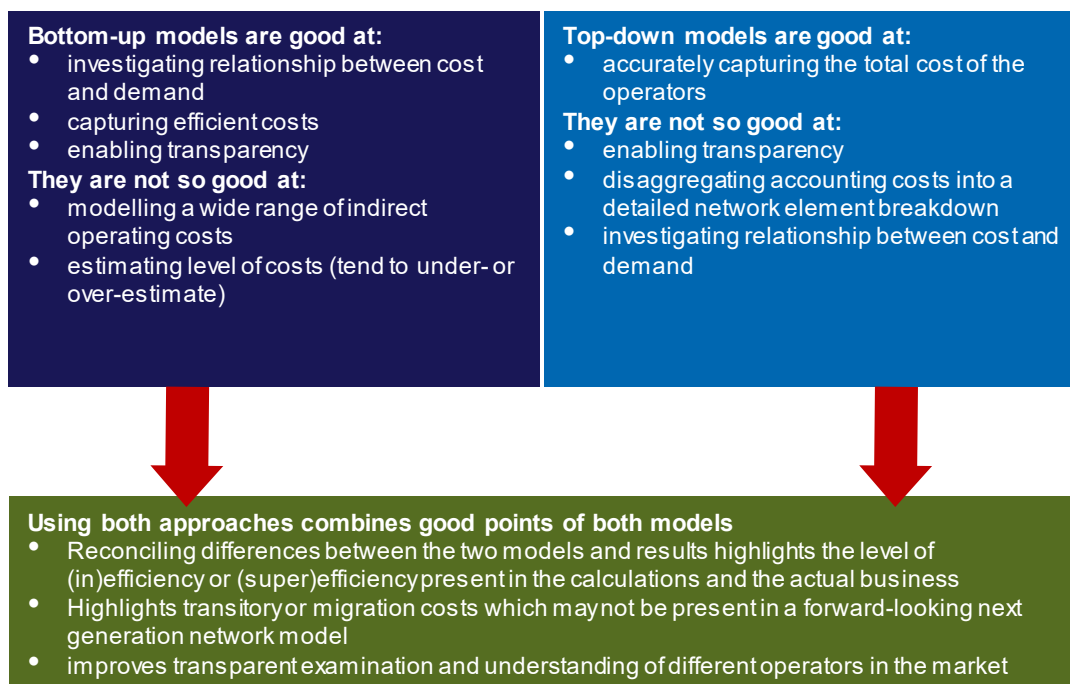 Bottom-up models are good at:
• investigating relationship between cost
and demand
• capturing efficient costs
• enabling transparency
They are not so good at:
• modelling a wide range of indirect
operating costs
• estimating level of costs (tend to under- or
over-estimate)
Top-down models are good at:
• accurately capturing the total cost of the
operators
They are not so good at:
• enabling transparency
• disaggregating accounting costs into a
detailed network element breakdown
• investigating relationship between cost and
demand
Using both approaches combines good points of both models
• Reconciling differences between the two models and results highlights the level of
(in)efficiency or (super)efficiency present in the calculations and the actual business
• Highlights transitory or migration costs which may not be present in a forward-looking next
generation network model
• improves transparent examination and understanding of different operators in the market